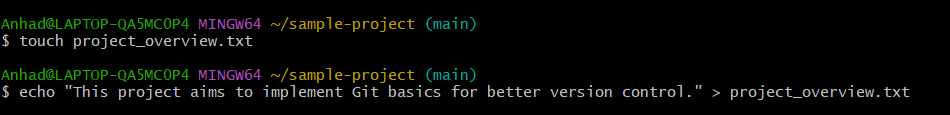 Anhad@LAPTOP-QA5MC0P4 MINGW64 ~/sample-project (main)
$ touch project_overview.txt
Anhad@LAPTOP-QA5MC0P4 MINGW64 ~/sample-project (main)
$ echo "This project aims to implement Git basics for better version control." > project_overview.txt